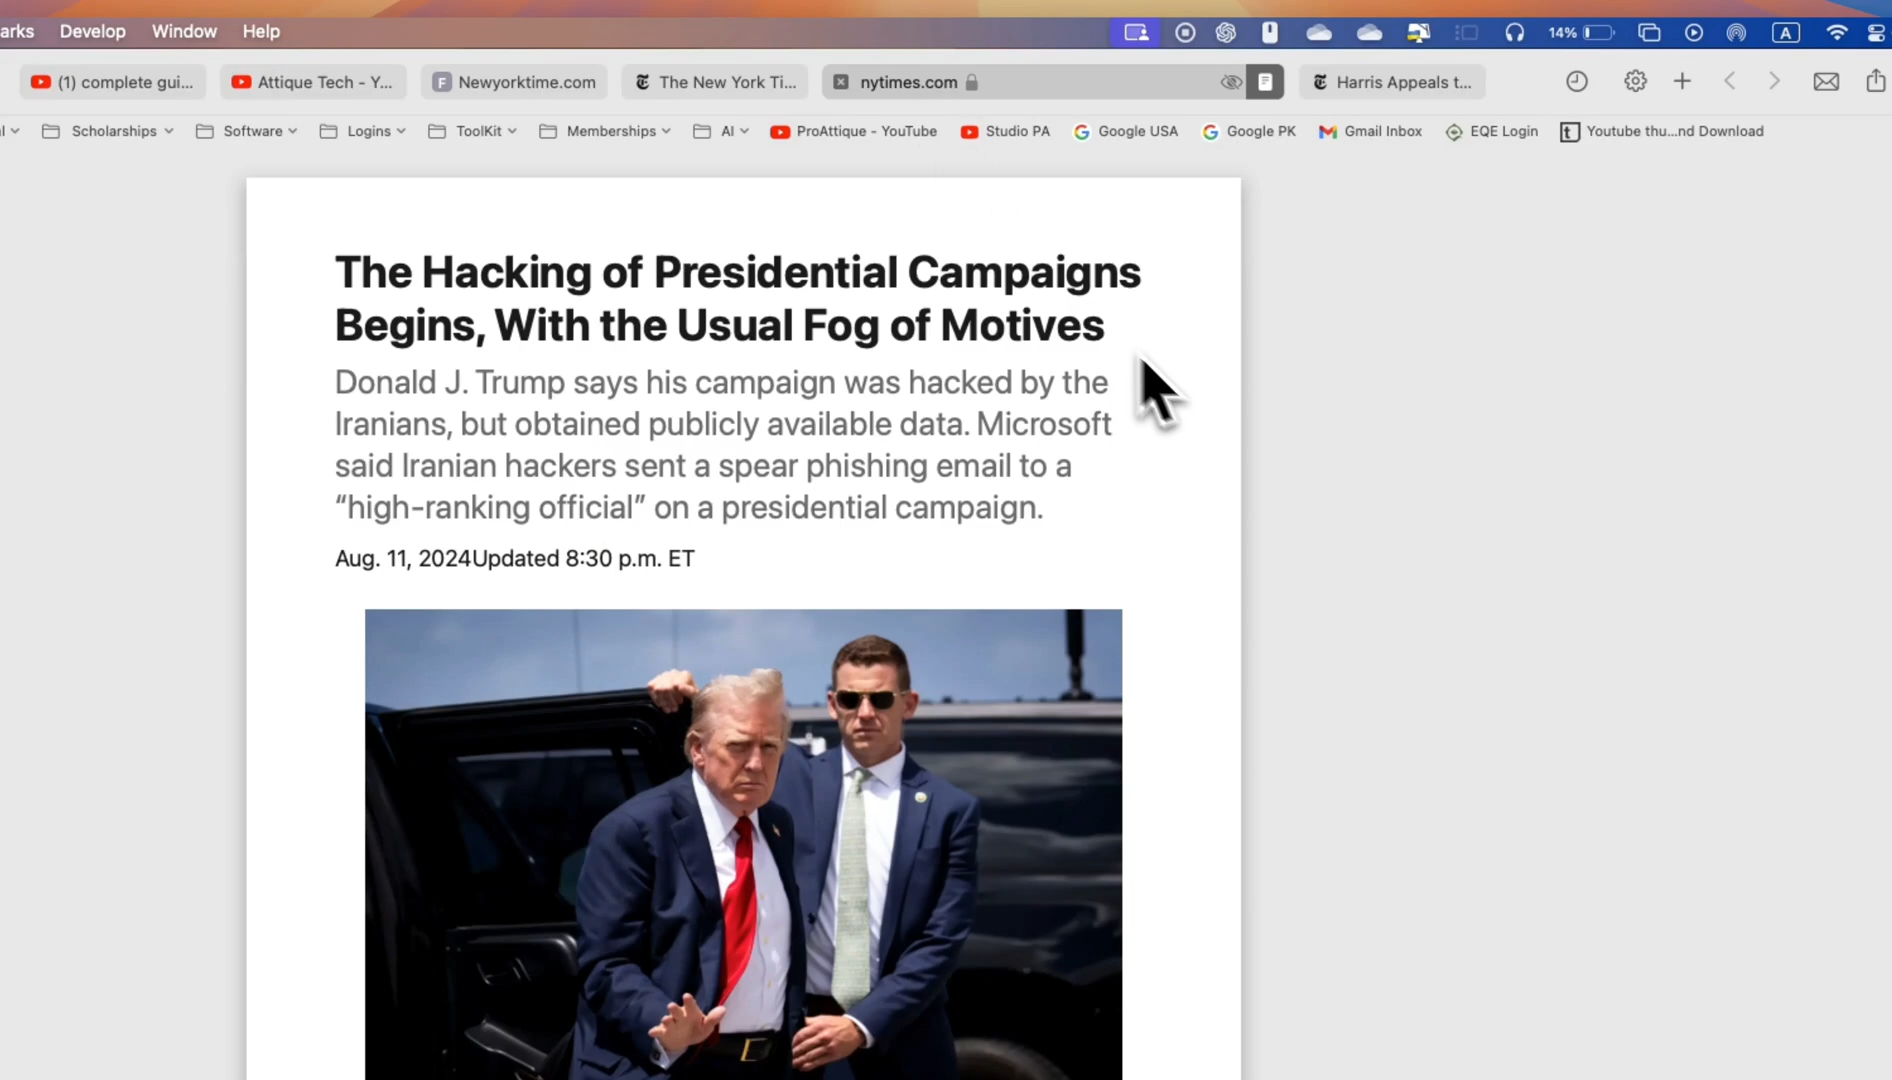 arks Develop Window Help 14% A
(1) complete gui... Attique Tech - Y... F Newyorktime.com The New York Ti... nytimes.com Harris Appeals t...
l Scholarships Software Logins ToolKit Memberships AI ProAttique - YouTube Studio PA Google USA Google PK Gmail Inbox EQE Login t Youtube thu...nd Download
The Hacking of Presidential Campaigns
Begins, With the Usual Fog of Motives
Donald J. Trump says his campaign was hacked by the
Iranians, but obtained publicly available data. Microsoft
said Iranian hackers sent a spear phishing email to a
“high-ranking official” on a presidential campaign.
Aug. 11, 2024Updated 8:30 p.m. ET